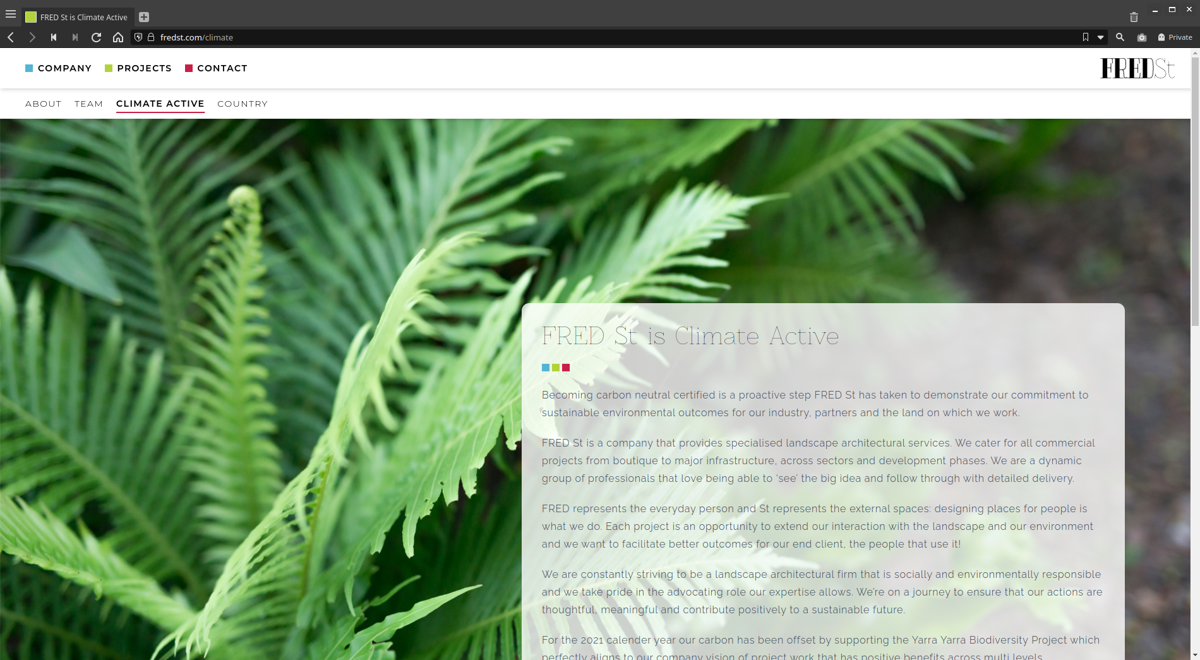 FRED St is Climate Active
fredst.com/climate
Private
COMPANY PROJECTS CONTACT
FREDSt
ABOUT TEAM CLIMATE ACTIVE COUNTRY
FRED St is Climate Active
Becoming carbon neutral certified is a proactive step FRED St has taken to demonstrate our commitment to
sustainable environmental outcomes for our industry, partners and the land on which we work.
FRED St is a company that provides specialised landscape architectural services. We cater for all commercial
projects from boutique to major infrastructure, across sectors and development phases. We are a dynamic
group of professionals that love being able to ‘see’ the big idea and follow through with detailed delivery.
FRED represents the everyday person and St represents the external spaces: designing places for people is
what we do. Each project is an opportunity to extend our interaction with the landscape and our environment
and we want to facilitate better outcomes for our end client, the people that use it!
We are constantly striving to be a landscape architectural firm that is socially and environmentally responsible
and we take pride in the advocating role our expertise allows. We’re on a journey to ensure that our actions are
thoughtful, meaningful and contribute positively to a sustainable future.
For the 2021 calender year our carbon has been offset by supporting the Yarra Yarra Biodiversity Project which
perfectly aligns to our company vision of project work that has positive benefits across multi levels.